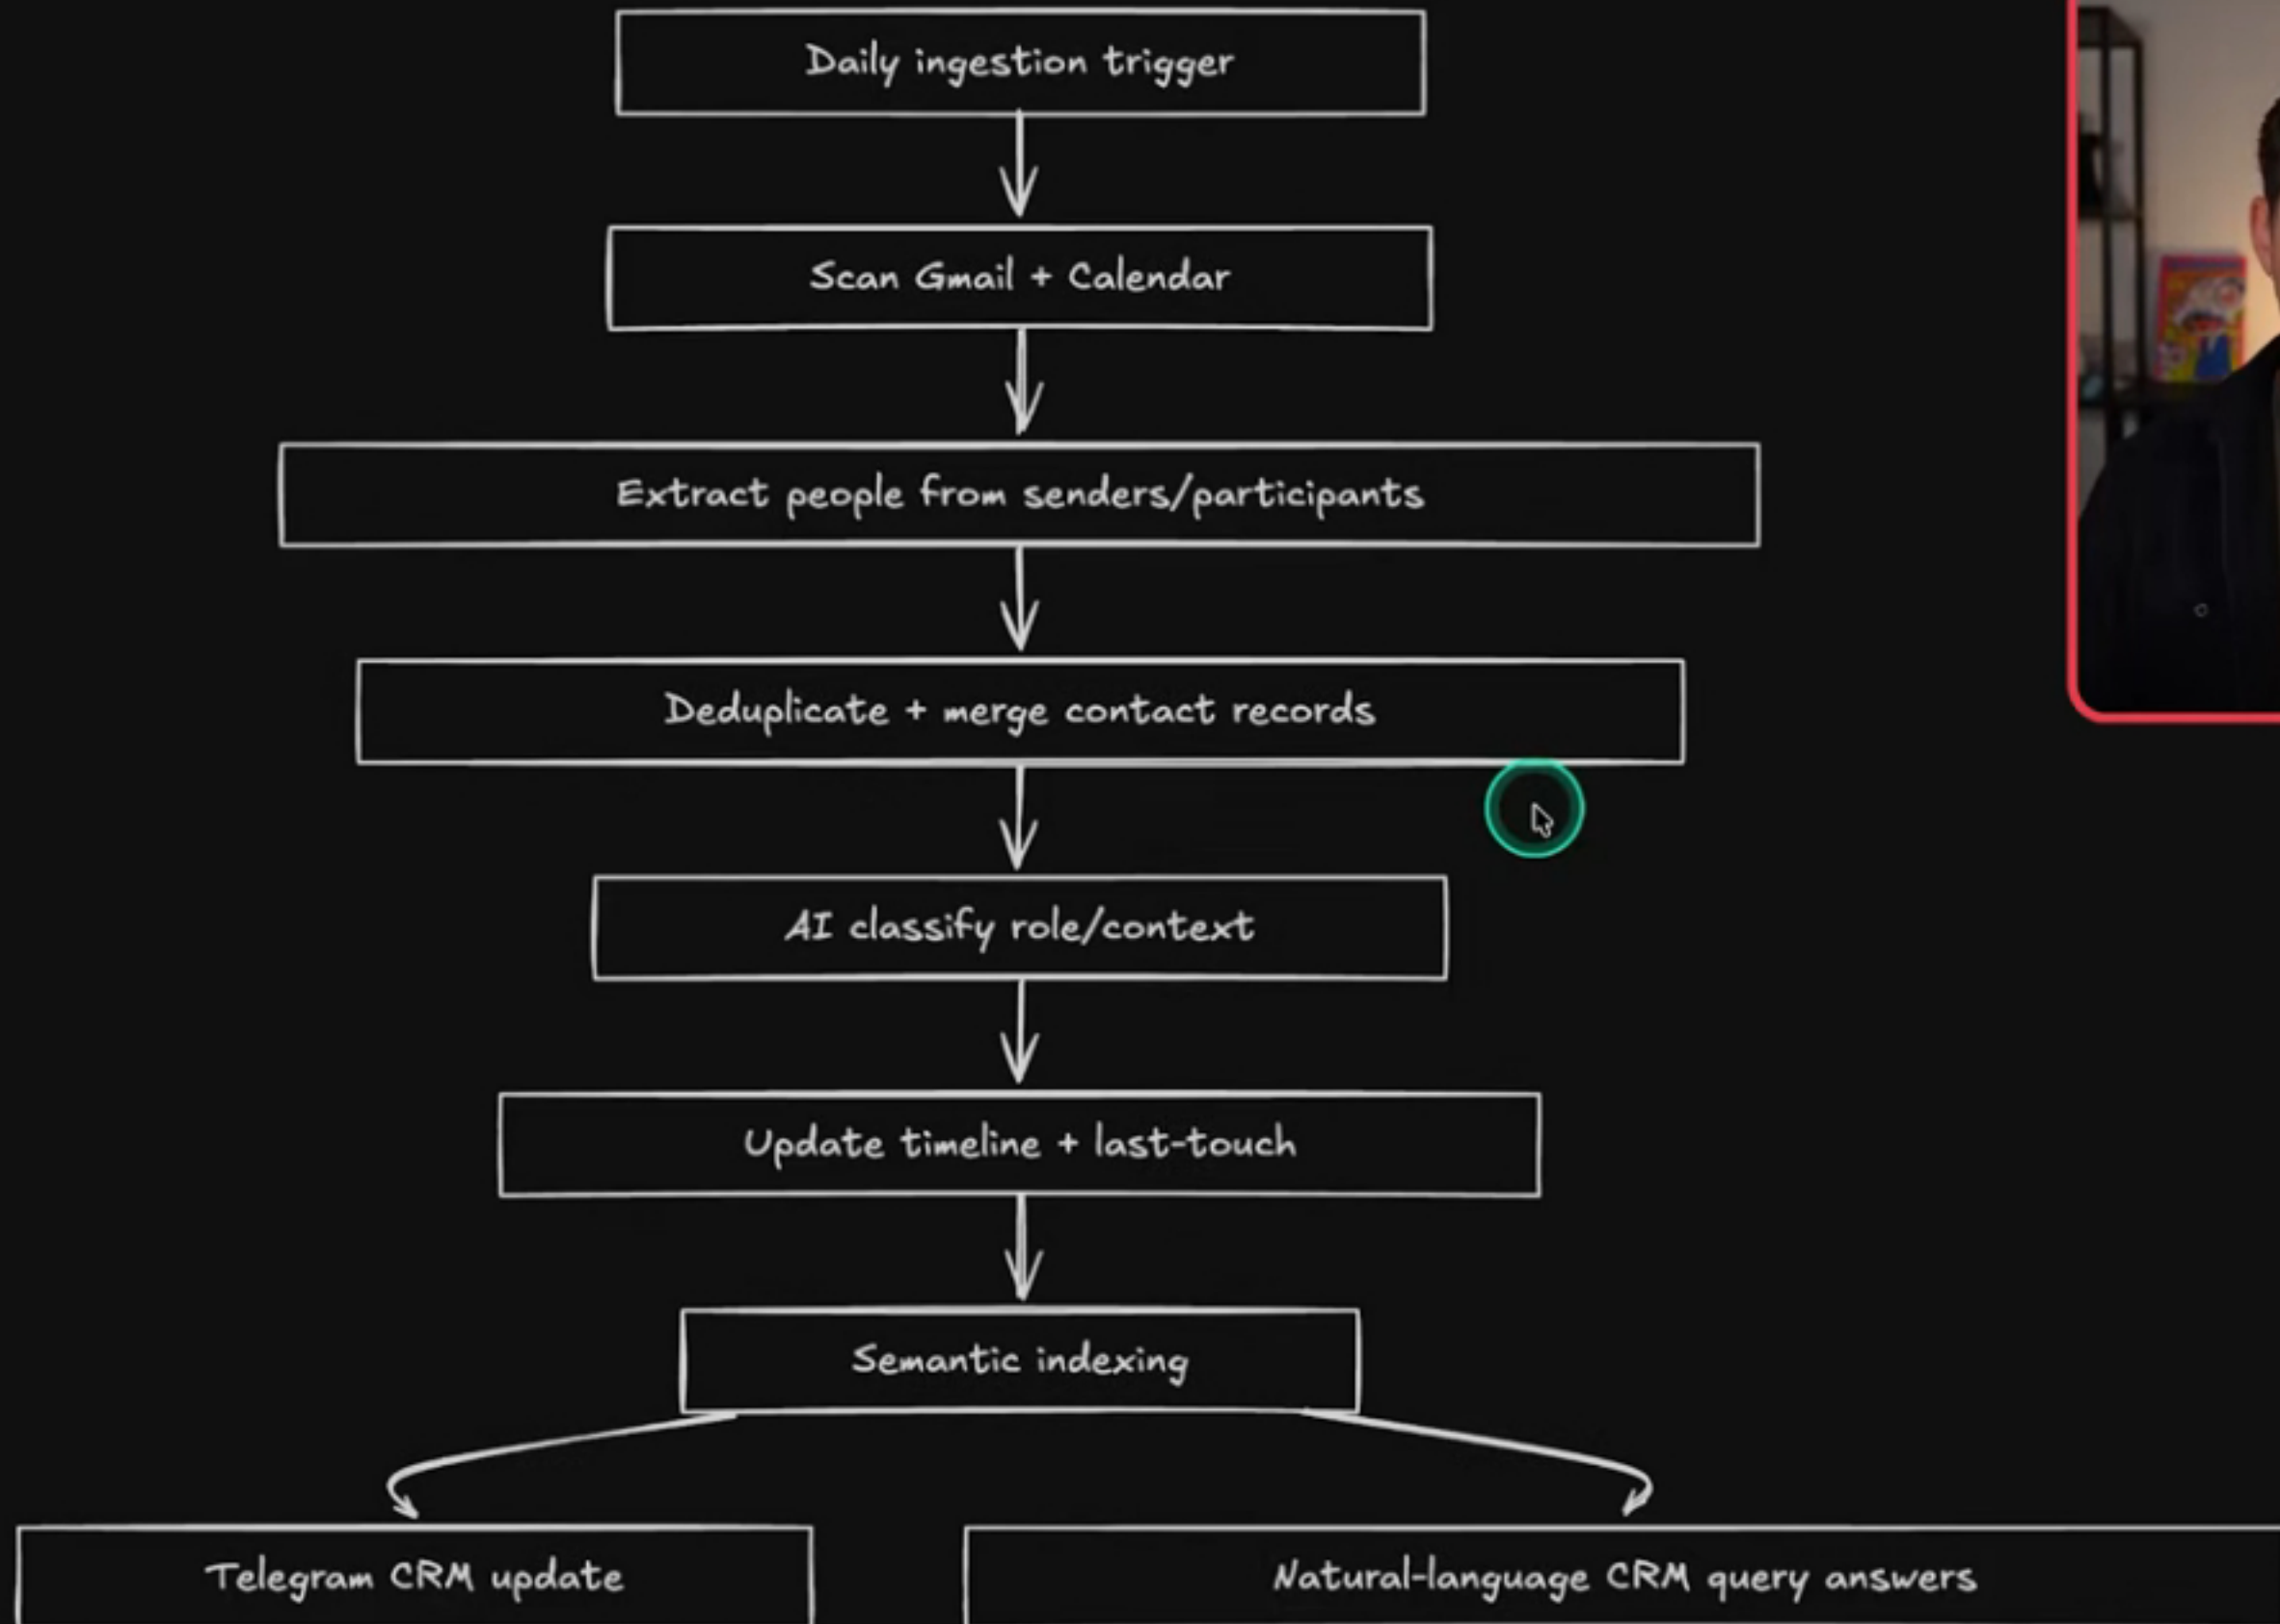 Daily ingestion trigger
Scan Gmail + Calendar
Extract people from senders/participants
Deduplicate + merge contact records
AI classify role/context
Update timeline + last-touch
Semantic indexing
Telegram CRM update
Natural-language CRM query answers